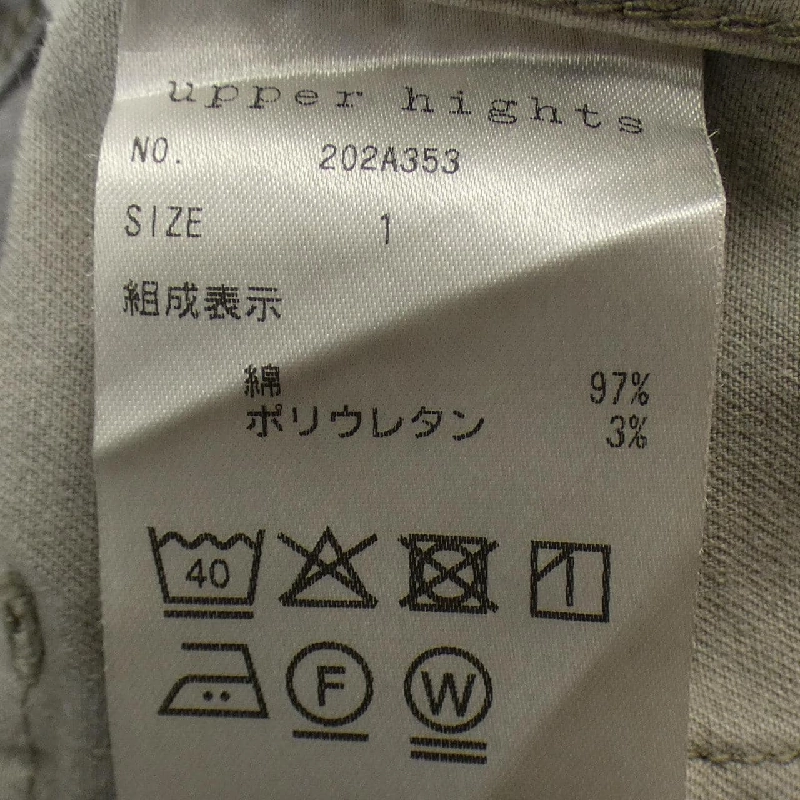 upper hights
NO. 202A353
SIZE 1
組成表示
綿 97%
ポリウレタン 3%
40
F W